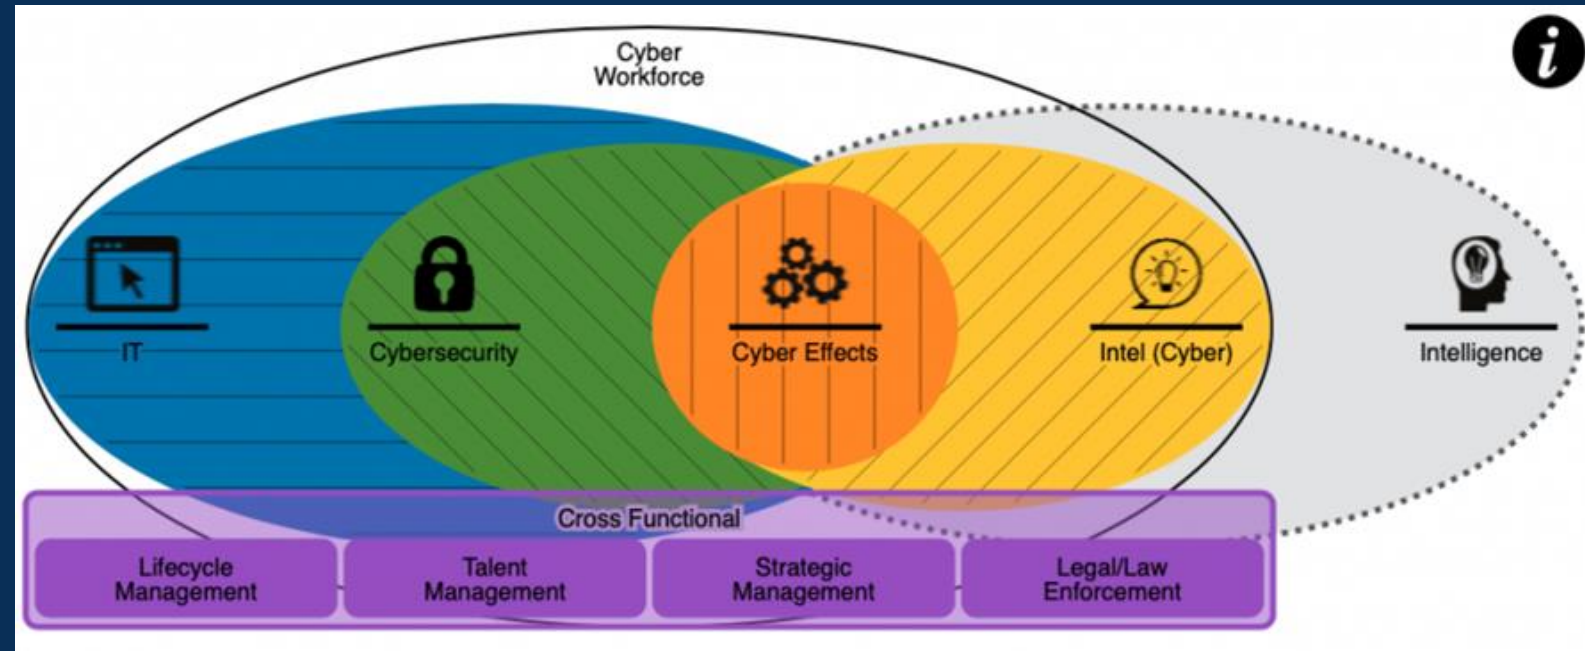 Cyber
Workforce
i
IT
Cybersecurity
Cyber Effects
Intel (Cyber)
Intelligence
Cross Functional
Lifecycle
Management
Talent
Management
Strategic
Management
Legal/Law
Enforcement